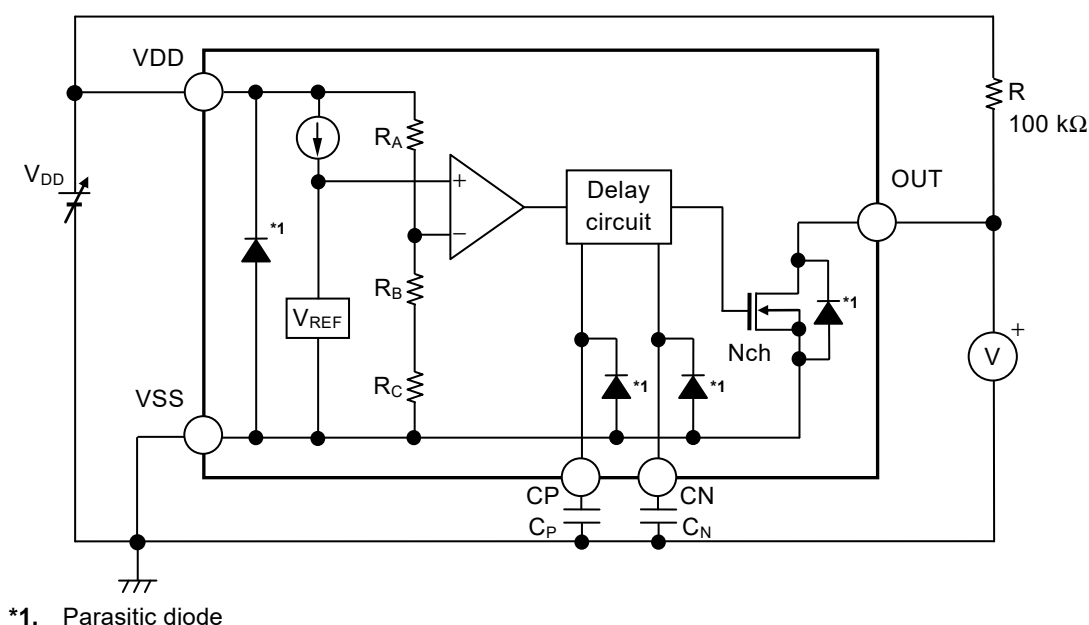 VDD
R
100 kΩ
RA
+
VDD
Delay
circuit
OUT
*1
−
RB
VREF
*1
Nch
+
V
*1
*1
RC
VSS
CP
CN
CP
CN
*1. Parasitic diode